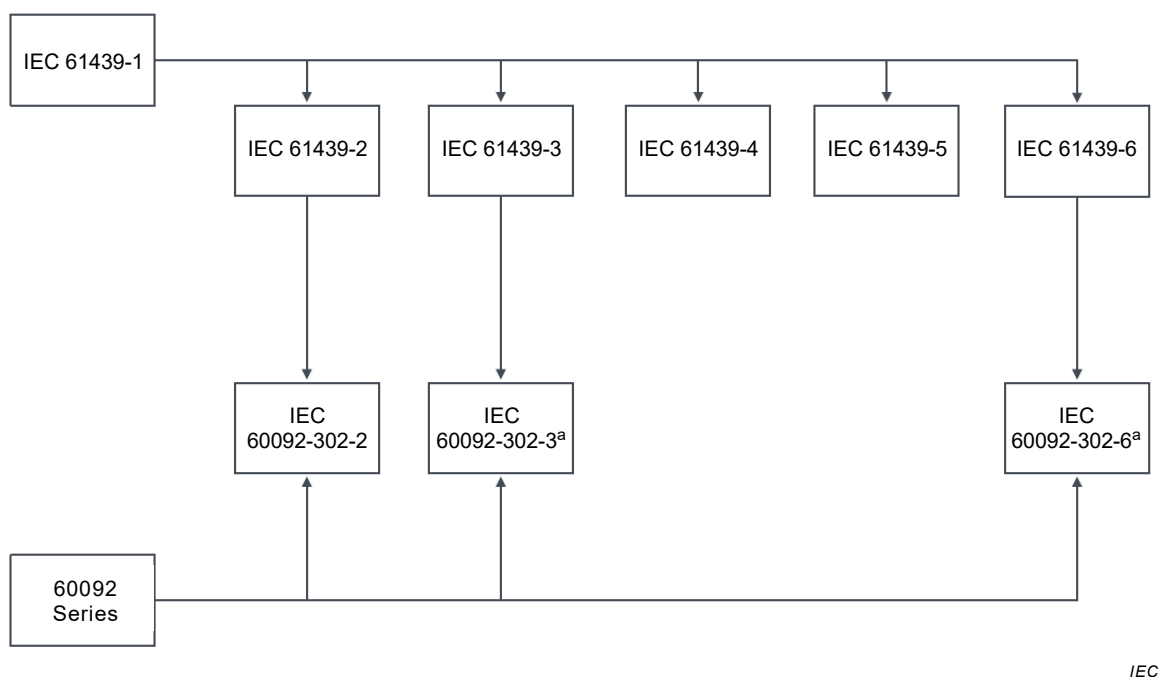 IEC 61439-1
IEC 61439-2
IEC 61439-3
IEC 61439-4
IEC 61439-5
IEC 61439-6
IEC
60092-302-2
IEC
60092-302-3ᵃ
IEC
60092-302-6ᵃ
60092
Series
IEC